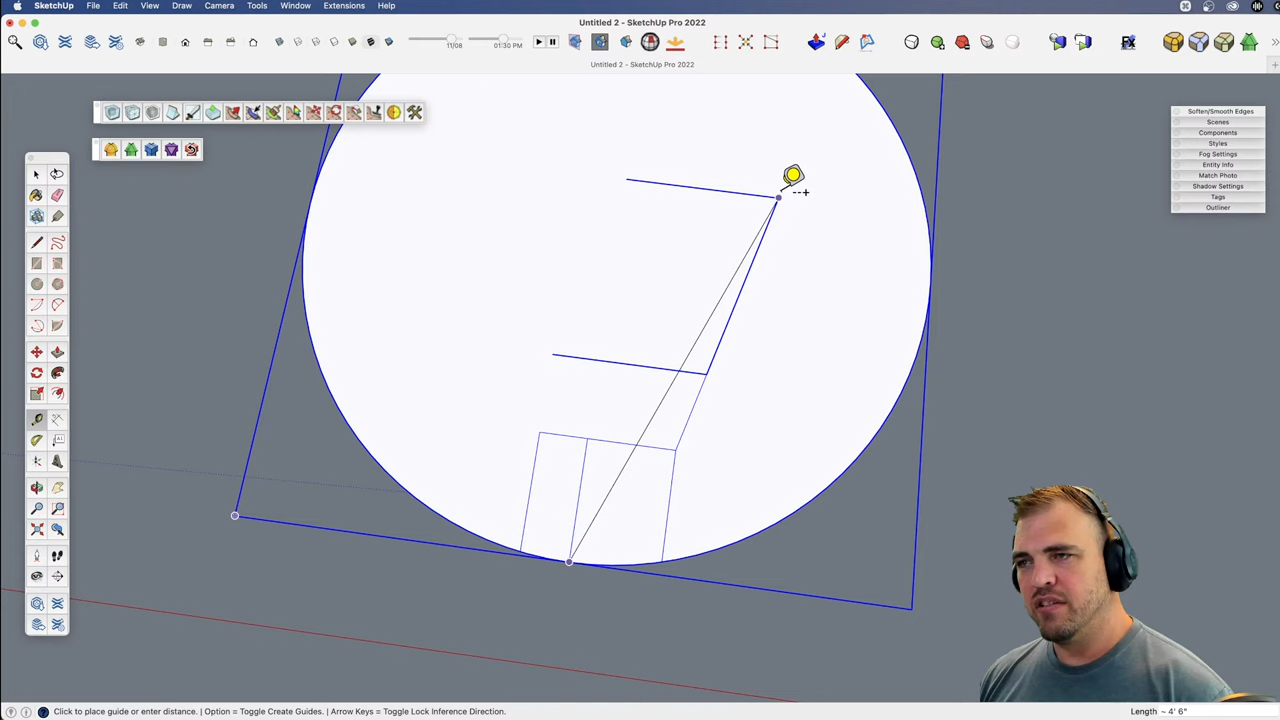 SketchUp File Edit View Draw Camera Tools Window Extensions Help
Untitled 2 - SketchUp Pro 2022
11/08 01:30 PM
Untitled 2 - SketchUp Pro 2022
Soften/Smooth Edges
Scenes
Components
Styles
Fog Settings
Entity Info
Match Photo
Shadow Settings
Tags
Outliner
Click to place guide or enter distance. | Option = Toggle Create Guides. | Arrow Keys = Toggle Lock Inference Direction.
Length ~ 4' 6"